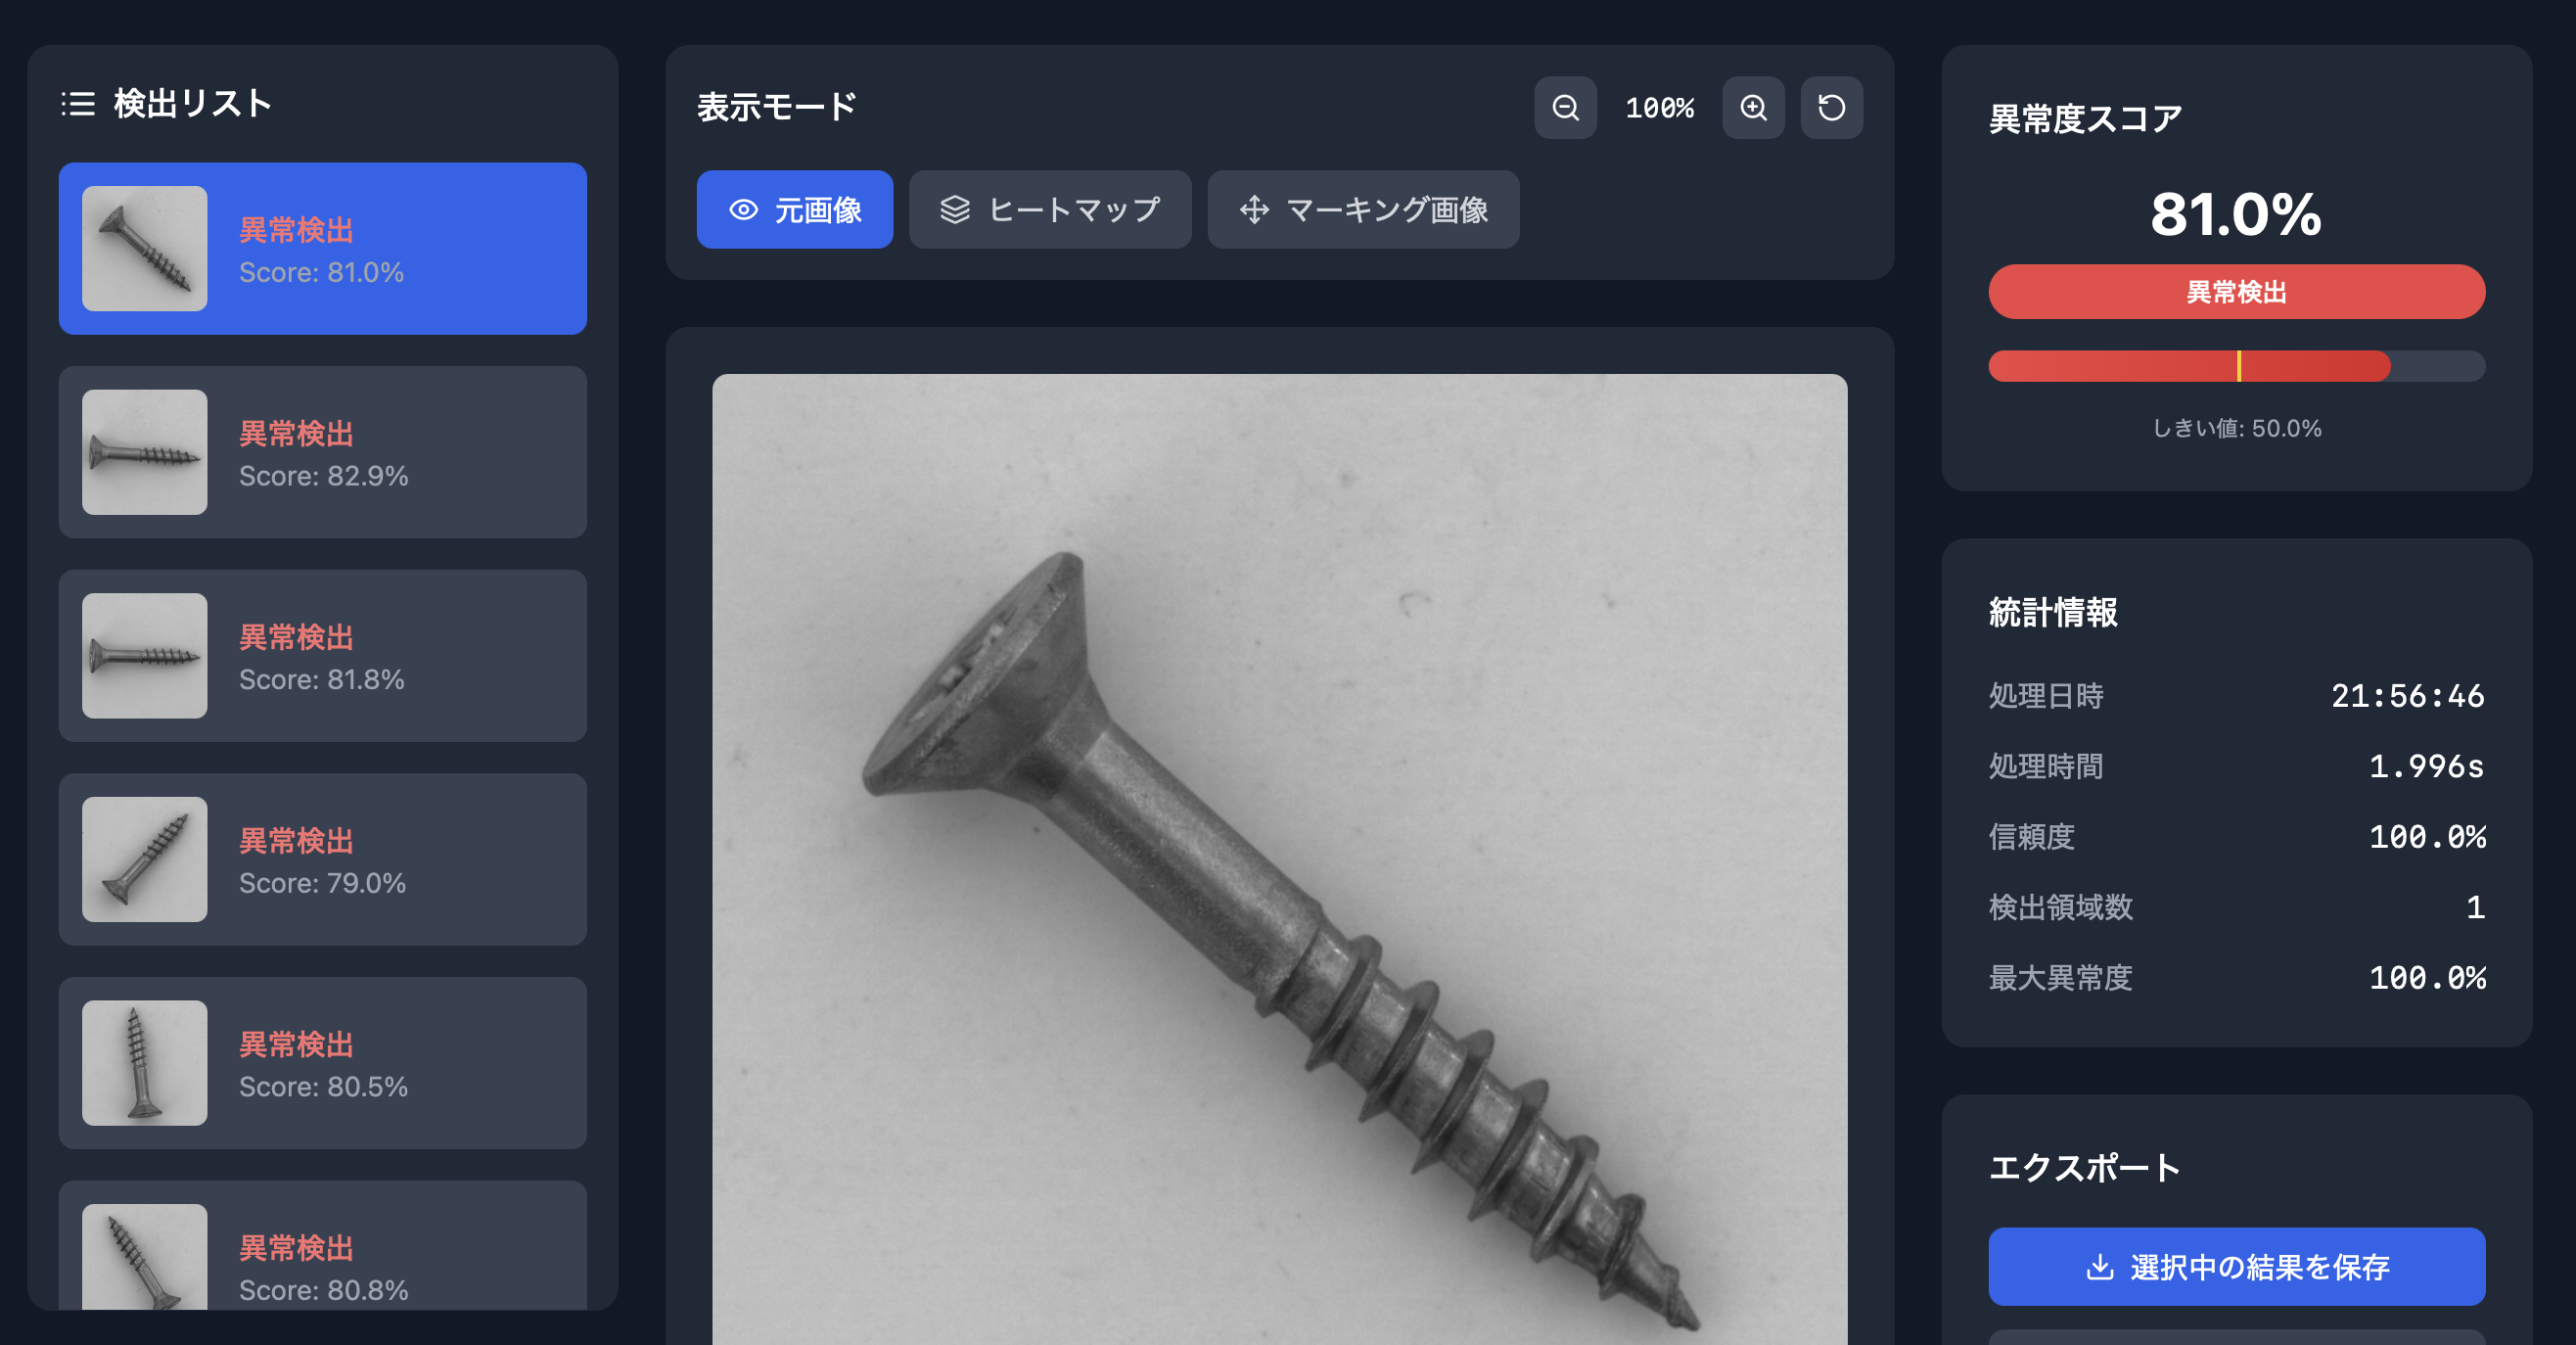 検出リスト
異常検出
Score: 81.0%
異常検出
Score: 82.9%
異常検出
Score: 81.8%
異常検出
Score: 79.0%
異常検出
Score: 80.5%
異常検出
Score: 80.8%
表示モード
100%
元画像
ヒートマップ
マーキング画像
異常度スコア
81.0%
異常検出
しきい値: 50.0%
統計情報
処理日時 21:56:46
処理時間 1.996s
信頼度 100.0%
検出領域数 1
最大異常度 100.0%
エクスポート
選択中の結果を保存